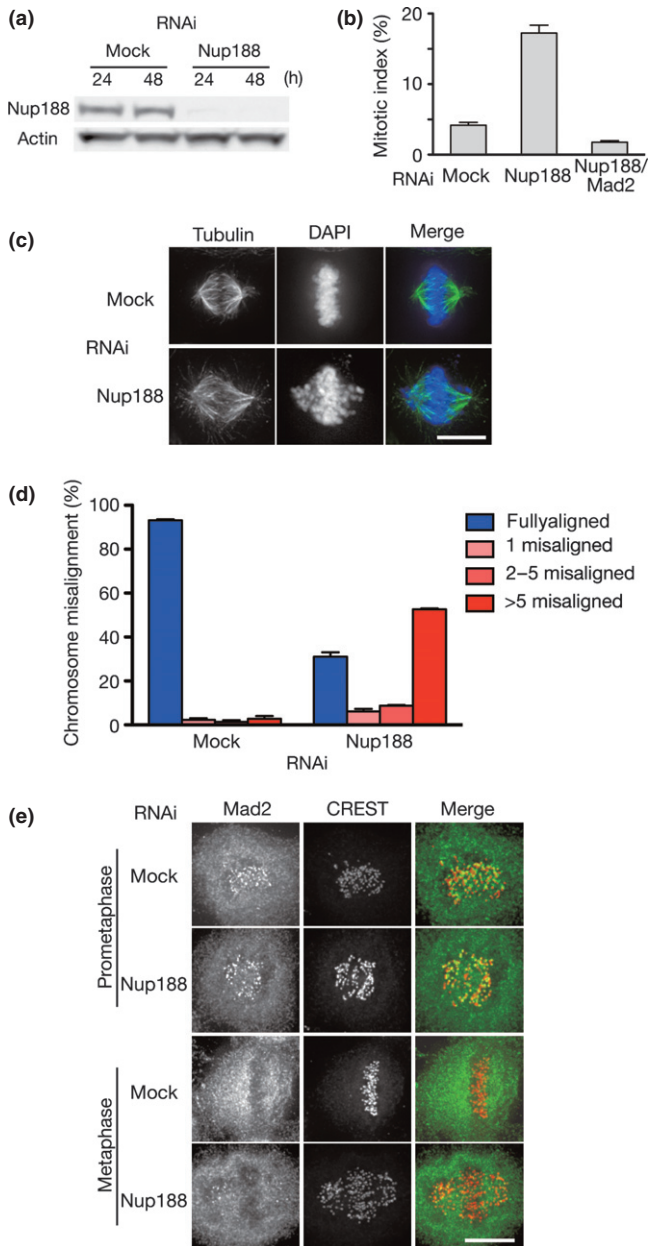 (a)
RNAi
Mock Nup188
24 48 24 48 (h)
Nup188
Actin
(b)
Mitotic index (%)
20
15
10
5
0
RNAi Mock Nup188 Nup188/
Mad2
(c)
Tubulin DAPI Merge
Mock
RNAi
Nup188
(d)
Chromosome misalignment (%)
100
80
60
40
20
0
Mock Nup188
RNAi
Fullyaligned
1 misaligned
2–5 misaligned
>5 misaligned
(e)
RNAi Mad2 CREST Merge
Prometaphase
Mock
Nup188
Metaphase
Mock
Nup188